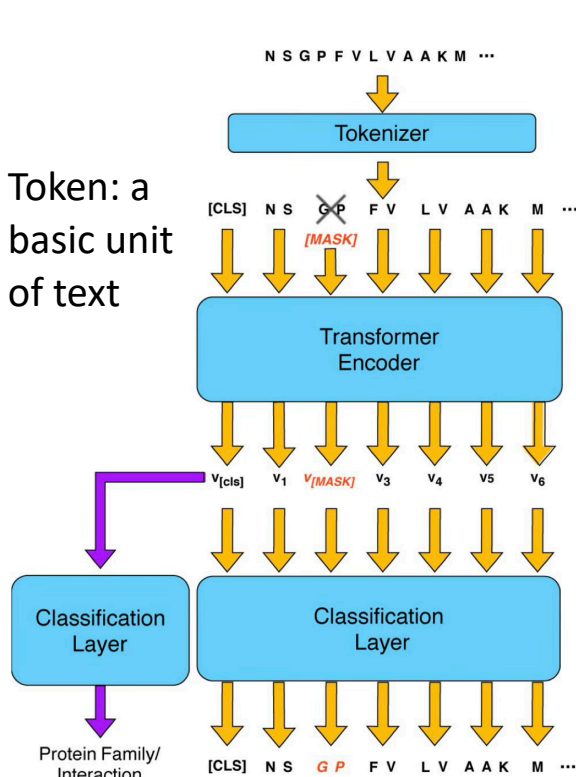 N S G P F V L V A A K M ...
Tokenizer
Token: a
basic unit
of text
[CLS] N S G P F V L V A A K M ...
[MASK]
Transformer
Encoder
v[cls] v1 v[MASK] v3 v4 v5 v6
Classification
Layer
Classification
Layer
Protein Family/
Interaction
[CLS] N S G P F V L V A A K M ...